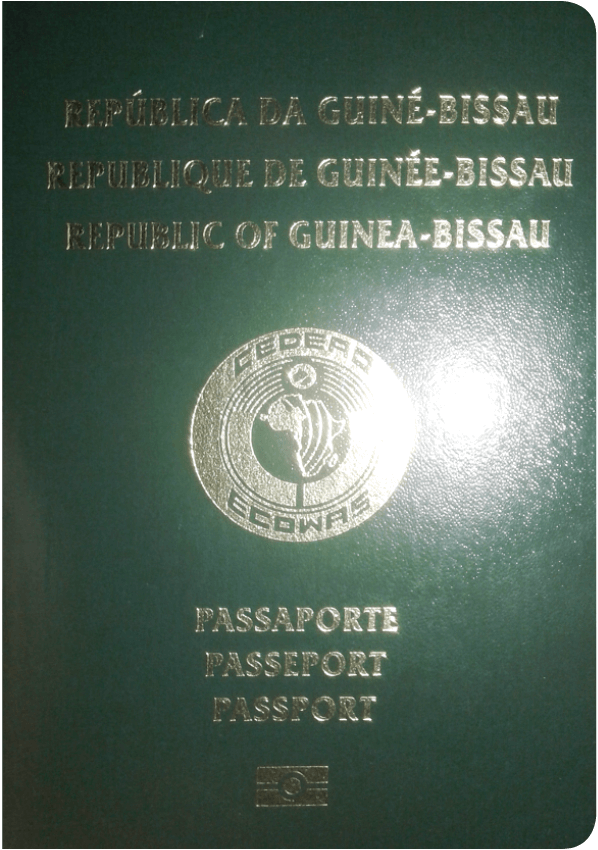 REPÚBLICA DA GUINÉ-BISSAU
REPUBLIQUE DE GUINÉE-BISSAU
REPUBLIC OF GUINEA-BISSAU
CEDEAO
ECOWAS
PASSAPORTE
PASSEPORT
PASSPORT